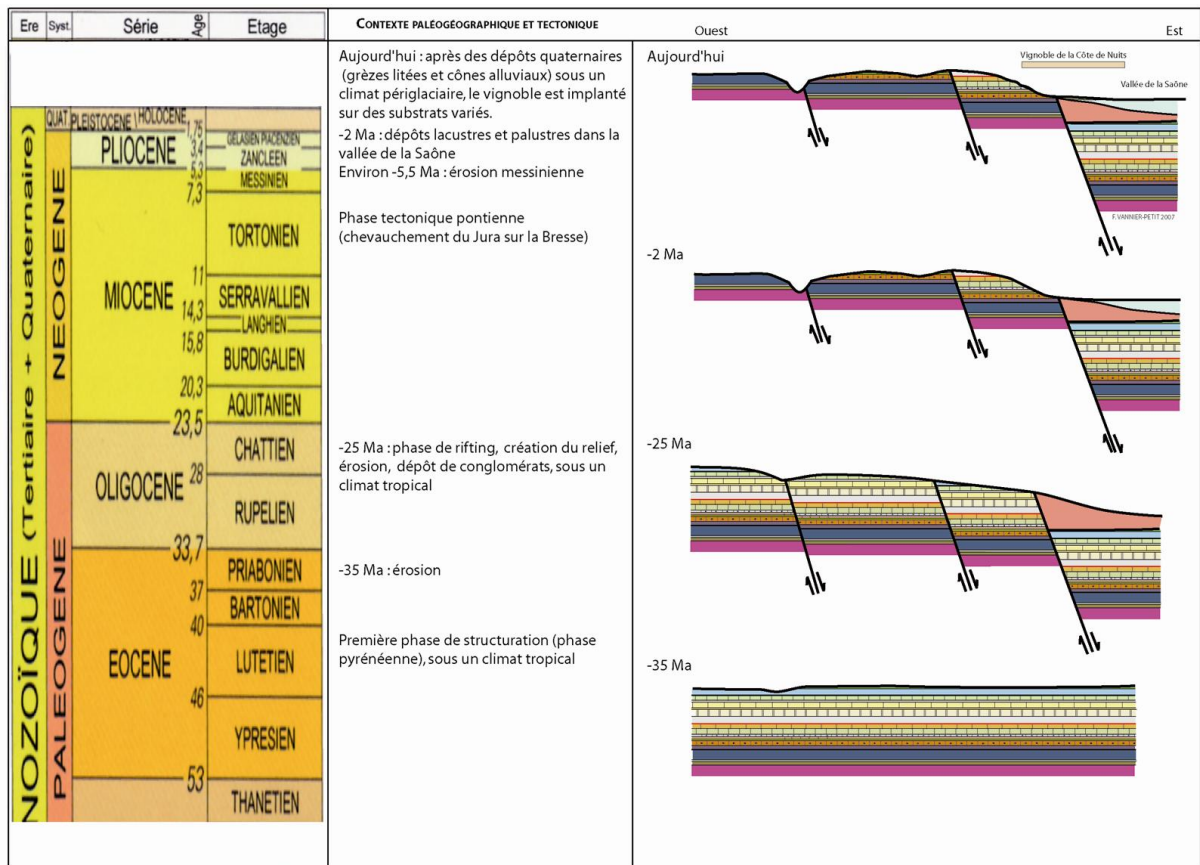 Ere Syst. Série Age Etage
CONTEXTE PALÉOGÉOGRAPHIQUE ET TECTONIQUE
Ouest
Est
NOZOÏQUE (Tertiaire + Quaternaire)
QUAT.
NEOGENE
PALEOGENE
PLEISTOCENE \ HOLOCENE
1,75
PLIOCENE
3,4
5,3
7,3
MIOCENE
11
14,3
15,8
20,3
23,5
OLIGOCENE
28
33,7
37
40
EOCENE
46
53
GELASIEN PIACENZIEN
ZANCLEEN
MESSINIEN
TORTONIEN
SERRAVALLIEN
LANGHIEN
BURDIGALIEN
AQUITANIEN
CHATTIEN
RUPELIEN
PRIABONIEN
BARTONIEN
LUTETIEN
YPRESIEN
THANETIEN
Aujourd'hui : après des dépôts quaternaires
(grèzes litées et cônes alluviaux) sous un
climat périglaciaire, le vignoble est implanté
sur des substrats variés.
-2 Ma : dépôts lacustres et palustres dans la
vallée de la Saône
Environ -5,5 Ma : érosion messinienne
Phase tectonique pontienne
(chevauchement du Jura sur la Bresse)
-25 Ma : phase de rifting, création du relief,
érosion, dépôt de conglomérats, sous un
climat tropical
-35 Ma : érosion
Première phase de structuration (phase
pyrénéenne), sous un climat tropical
Aujourd'hui
Vignoble de la Côte de Nuits
Vallée de la Saône
F. VANNIER-PETIT 2007
-2 Ma
-25 Ma
-35 Ma